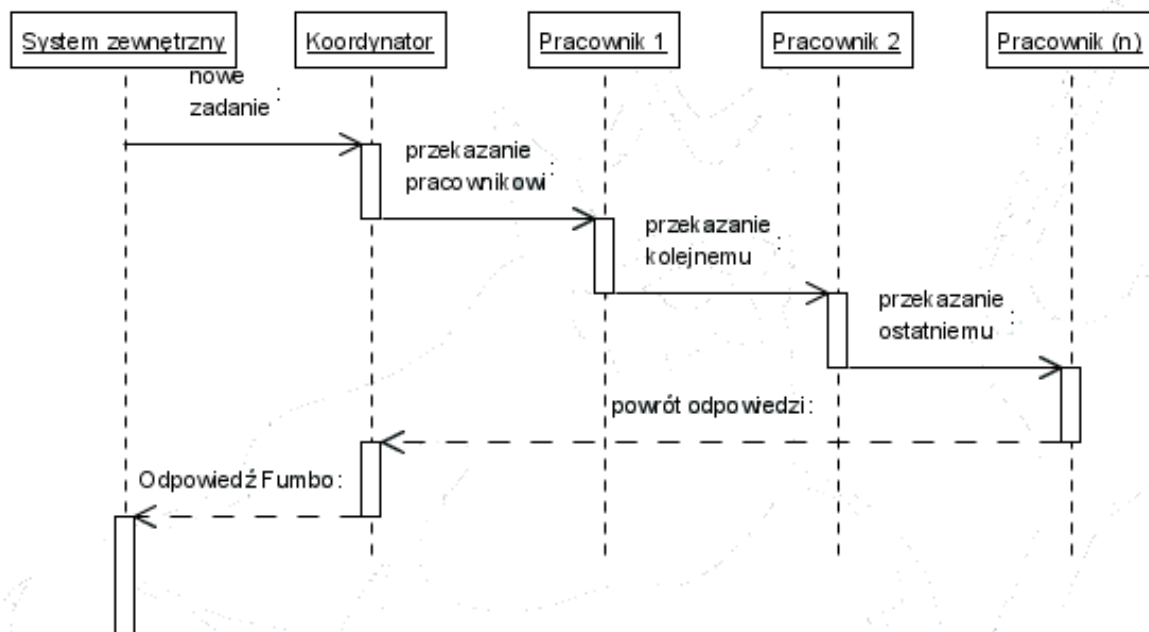 System zewnętrzny
Koordynator
Pracownik 1
Pracownik 2
Pracownik (n)
nowe
zadanie :
przekazanie
pracownikowi :
przekazanie
kolejnemu :
przekazanie
ostatniemu :
powrót odpowiedzi :
Odpowiedź Fumbo :